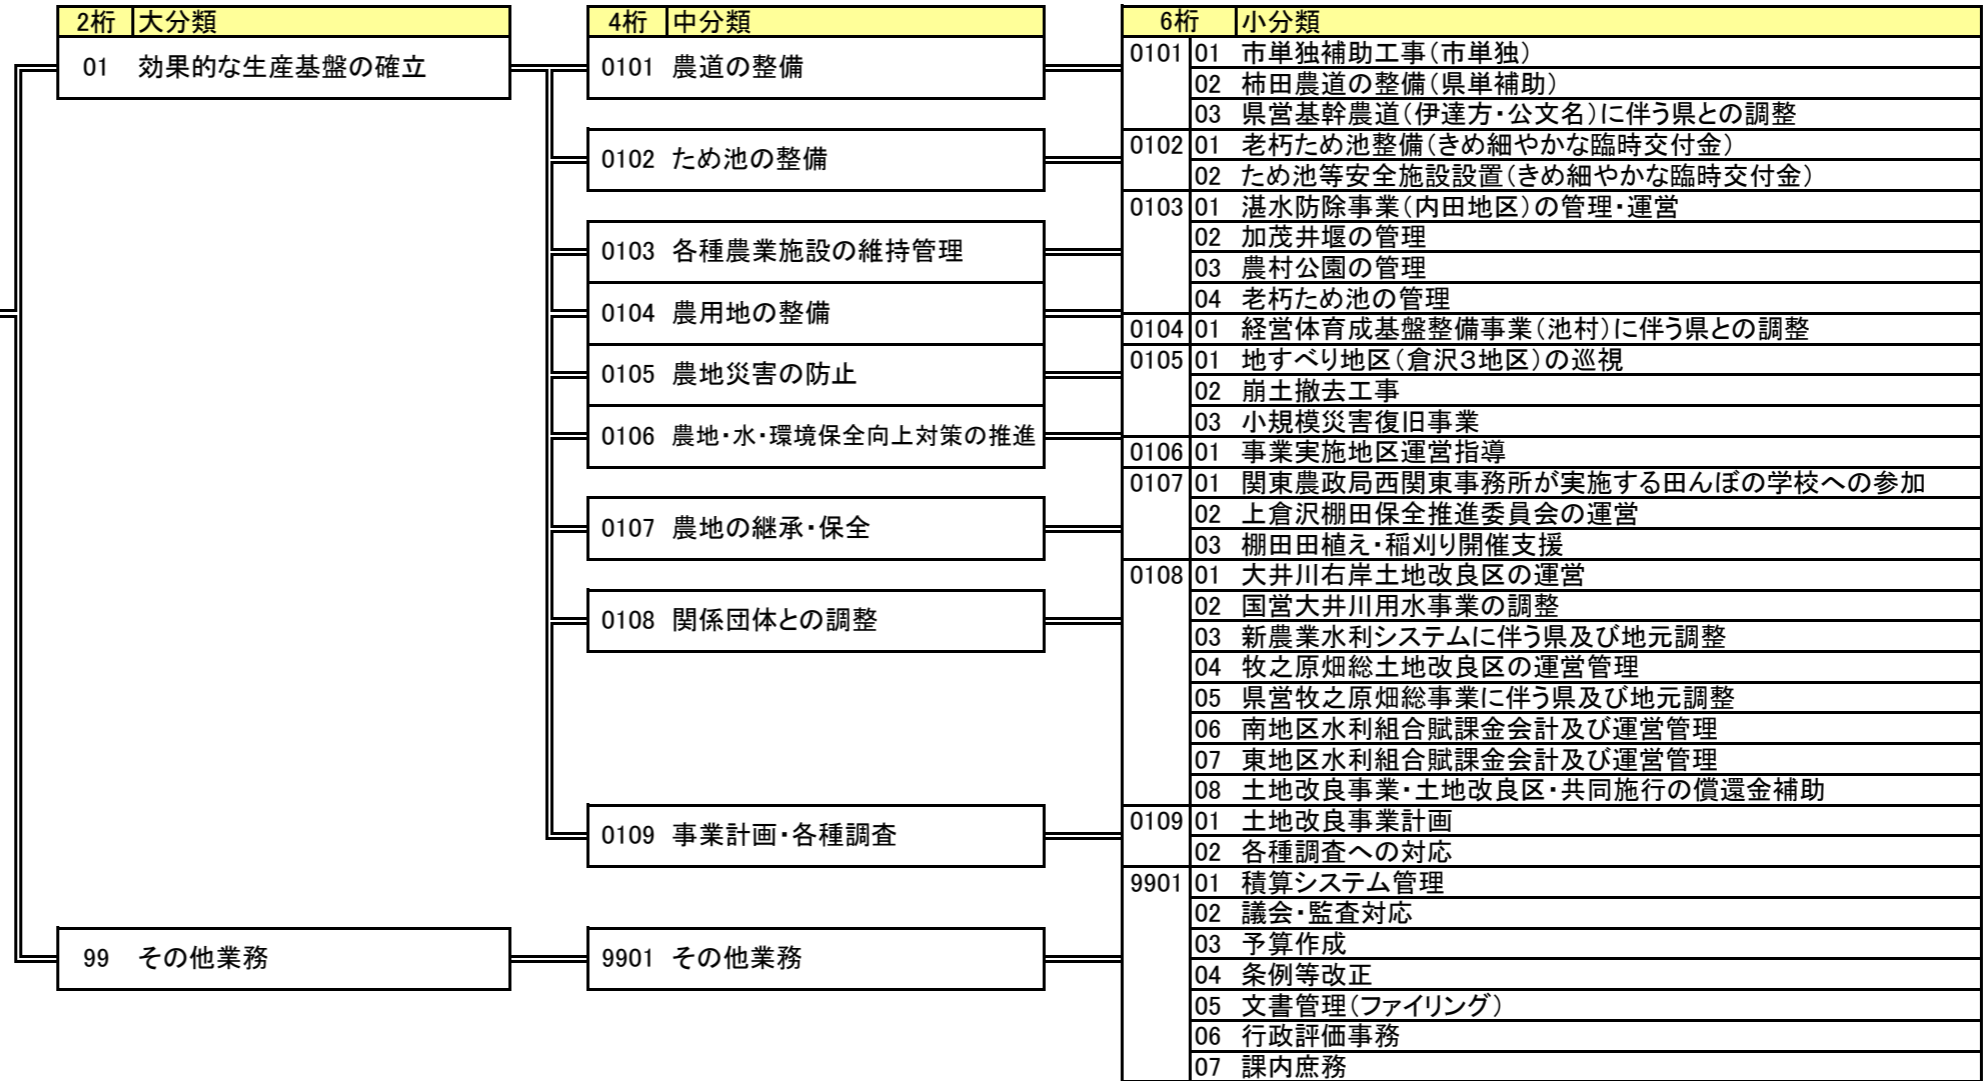 2桁 大分類 4桁 中分類 6桁 小分類
01 効果的な生産基盤の確立
0101 農道の整備
0101 01 市単独補助工事(市単独)
02 柿田農道の整備(県単補助)
03 県営基幹農道(伊達方・公文名)に伴う県との調整
0102 ため池の整備
0102 01 老朽ため池整備(きめ細やかな臨時交付金)
02 ため池等安全施設設置(きめ細やかな臨時交付金)
0103 各種農業施設の維持管理
0103 01 湛水防除事業(内田地区)の管理・運営
02 加茂井堰の管理
03 農村公園の管理
04 老朽ため池の管理
0104 農用地の整備
0104 01 経営体育成基盤整備事業(池村)に伴う県との調整
0105 農地災害の防止
0105 01 地すべり地区(倉沢3地区)の巡視
02 崩土撤去工事
03 小規模災害復旧事業
0106 農地・水・環境保全向上対策の推進
0106 01 事業実施地区運営指導
0107 農地の継承・保全
0107 01 関東農政局西関東事務所が実施する田んぼの学校への参加
02 上倉沢棚田保全推進委員会の運営
03 棚田田植え・稲刈り開催支援
0108 関係団体との調整
0108 01 大井川右岸土地改良区の運営
02 国営大井川用水事業の調整
03 新農業水利システムに伴う県及び地元調整
04 牧之原畑総土地改良区の運営管理
05 県営牧之原畑総事業に伴う県及び地元調整
06 南地区水利組合賦課金会計及び運営管理
07 東地区水利組合賦課金会計及び運営管理
08 土地改良事業・土地改良区・共同施行の償還金補助
0109 事業計画・各種調査
0109 01 土地改良事業計画
02 各種調査への対応
99 その他業務
9901 その他業務
9901 01 積算システム管理
02 議会・監査対応
03 予算作成
04 条例等改正
05 文書管理(ファイリング)
06 行政評価事務
07 課内庶務